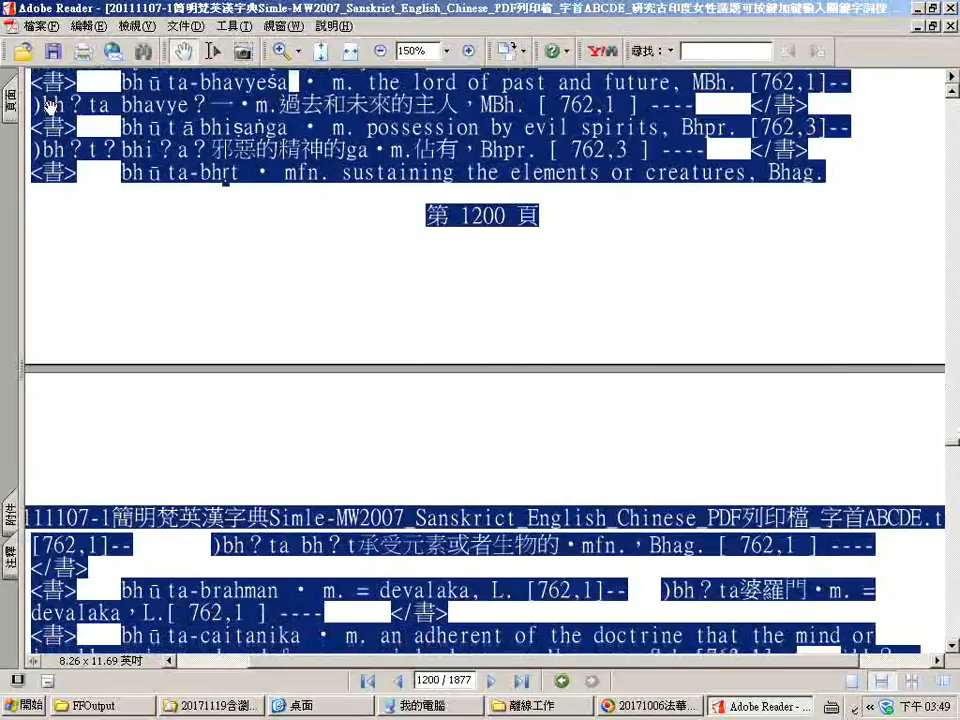 Adobe Reader - [20111107-1簡明梵英漢字典Simle-MW2007_Sanskrict_English_Chinese_PDF列印檔_字首ABCDE_研究古印度女性議題可按鍵加鍵輸入關鍵字詞搜
檔案(F) 編輯(E) 檢視(V) 文件(D) 工具(T) 視窗(W) 說明(H)
150% Y! 尋找：
頁面
<書> bhūta-bhavyeśa • m. the lord of past and future, MBh. [762,1]--
)bh？ta bhavye？一•m.過去和未來的主人，MBh. [ 762,1 ] ---- </書>
<書> bhūtābhiṣaṅga • m. possession by evil spirits, Bhpr. [762,3]--
)bh？t？bhi？a？邪惡的精神的ga•m.佔有，Bhpr. [ 762,3 ] ---- </書>
<書> bhūta-bhṛt • mfn. sustaining the elements or creatures, Bhag.
第 1200 頁
111107-1簡明梵英漢字典Simle-MW2007_Sanskrict_English_Chinese_PDF列印檔_字首ABCDE.t
[762,1]-- )bh？ta bh？t承受元素或者生物的•mfn.，Bhag. [ 762,1 ] ----
</書>
<書> bhūta-brahman • m. = devalaka, L. [762,1]-- )bh？ta婆羅門•m. =
devalaka，L.[ 762,1 ] ---- </書>
<書> bhūta-caitanika • m. an adherent of the doctrine that the mind or
附件
註釋
8.26 x 11.69 英吋
1200 / 1877
開始 FFOutput 20171119含瀏... 桌面 我的電腦 離線工作 20171006法華... Adobe Reader - ... 下午 03:49